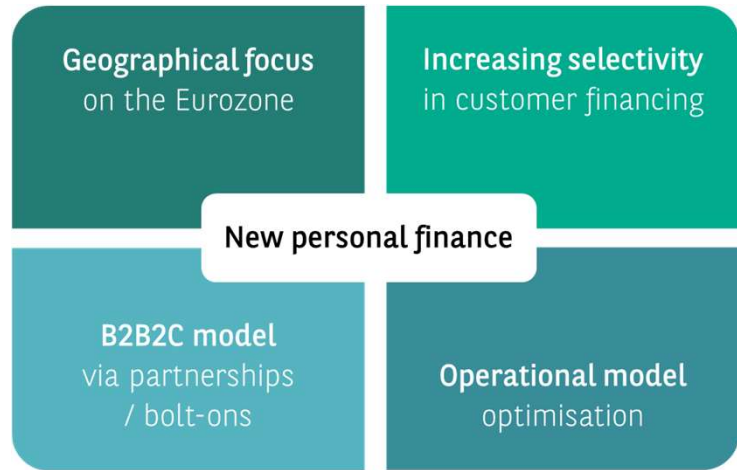 Geographical focus
on the Eurozone
Increasing selectivity
in customer financing
New personal finance
B2B2C model
via partnerships
/ bolt-ons
Operational model
optimisation